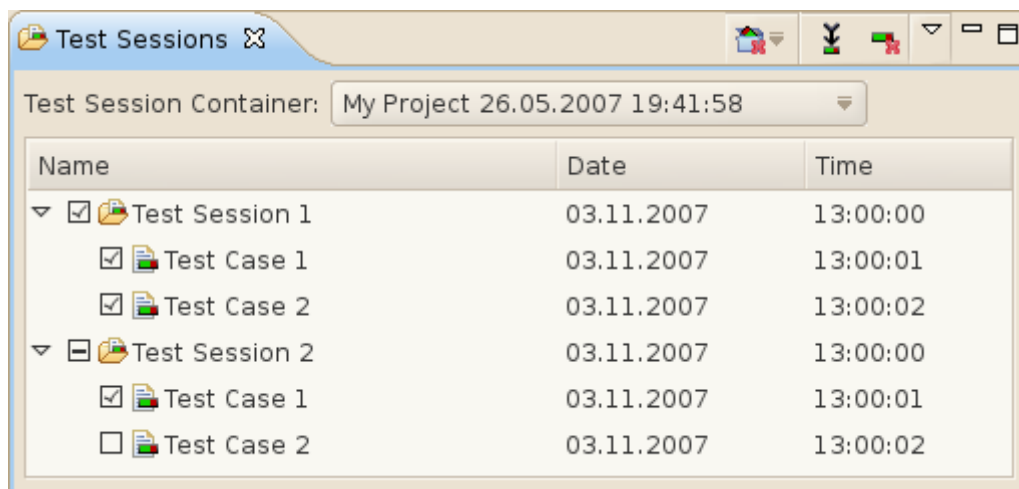 Test Sessions
Test Session Container: My Project 26.05.2007 19:41:58
Name Date Time
Test Session 1 03.11.2007 13:00:00
Test Case 1 03.11.2007 13:00:01
Test Case 2 03.11.2007 13:00:02
Test Session 2 03.11.2007 13:00:00
Test Case 1 03.11.2007 13:00:01
Test Case 2 03.11.2007 13:00:02